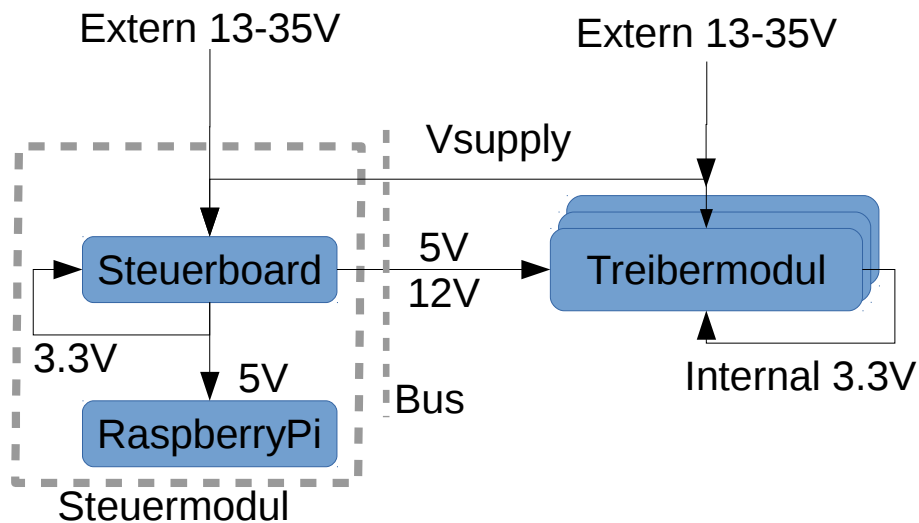 Extern 13-35V
Extern 13-35V
Vsupply
Steuerboard
5V
12V
Treibermodul
3.3V
5V
Internal 3.3V
Bus
RaspberryPi
Steuermodul